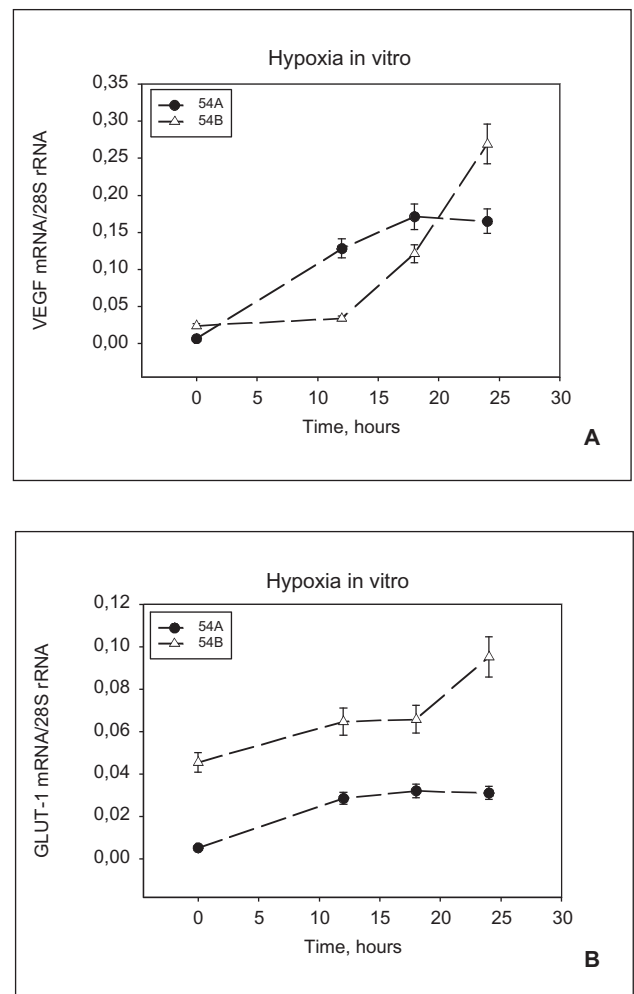 Hypoxia in vitro
VEGF mRNA/28S rRNA
0,35
0,30
0,25
0,20
0,15
0,10
0,05
0,00
54A
54B
0 5 10 15 20 25 30
Time, hours
A
Hypoxia in vitro
GLUT-1 mRNA/28S rRNA
0,12
0,10
0,08
0,06
0,04
0,02
0,00
54A
54B
0 5 10 15 20 25 30
Time, hours
B